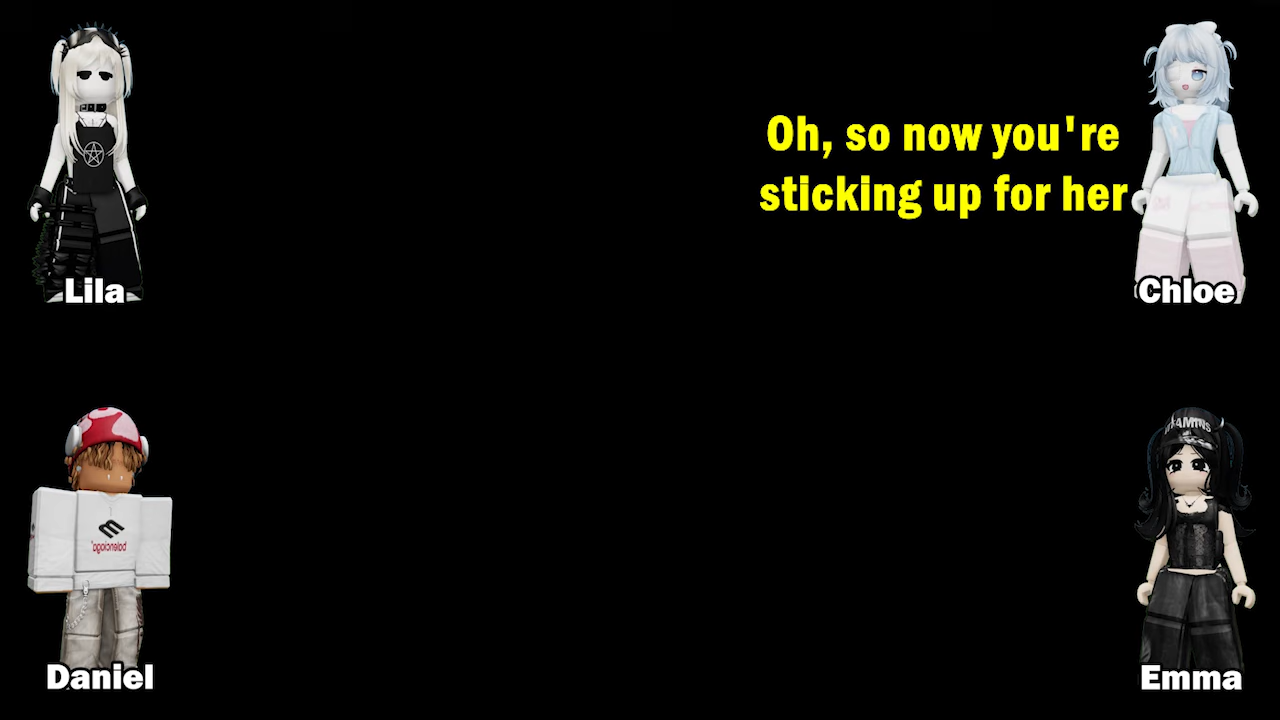 Oh, so now you're
sticking up for her
Lila
Chloe
Daniel
Emma